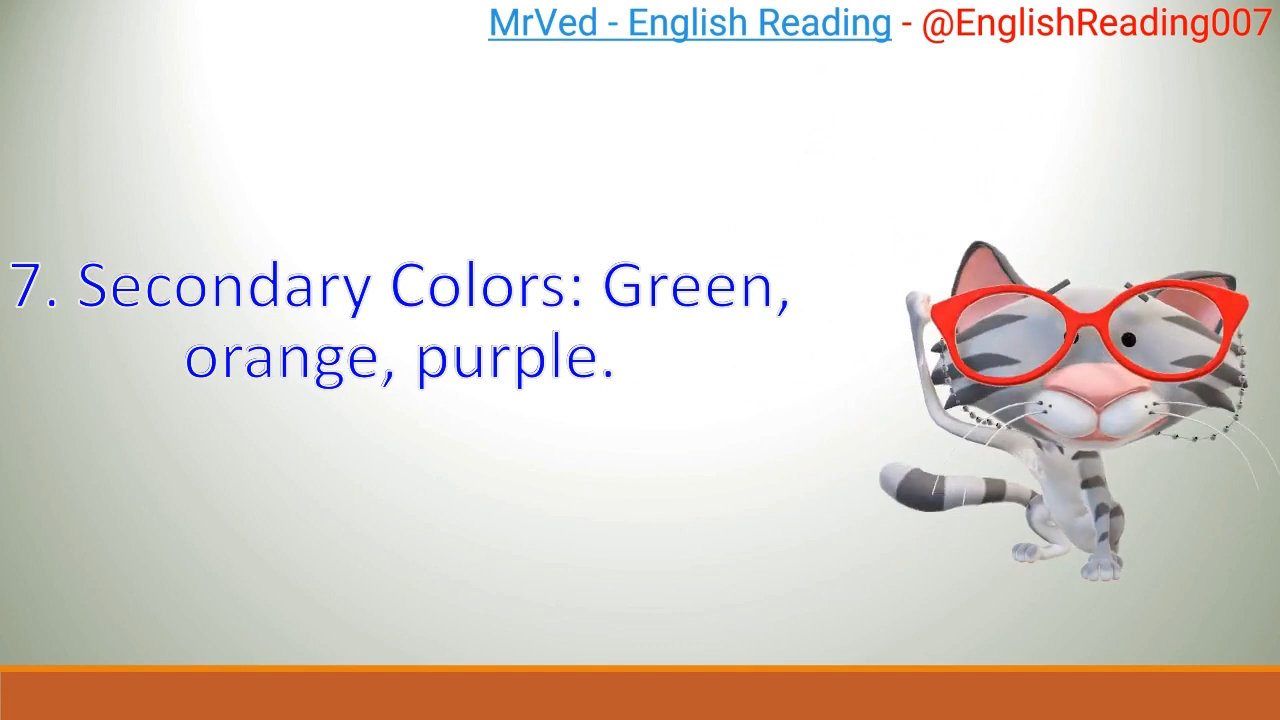 MrVed - English Reading - @EnglishReading007
7. Secondary Colors: Green,
orange, purple.